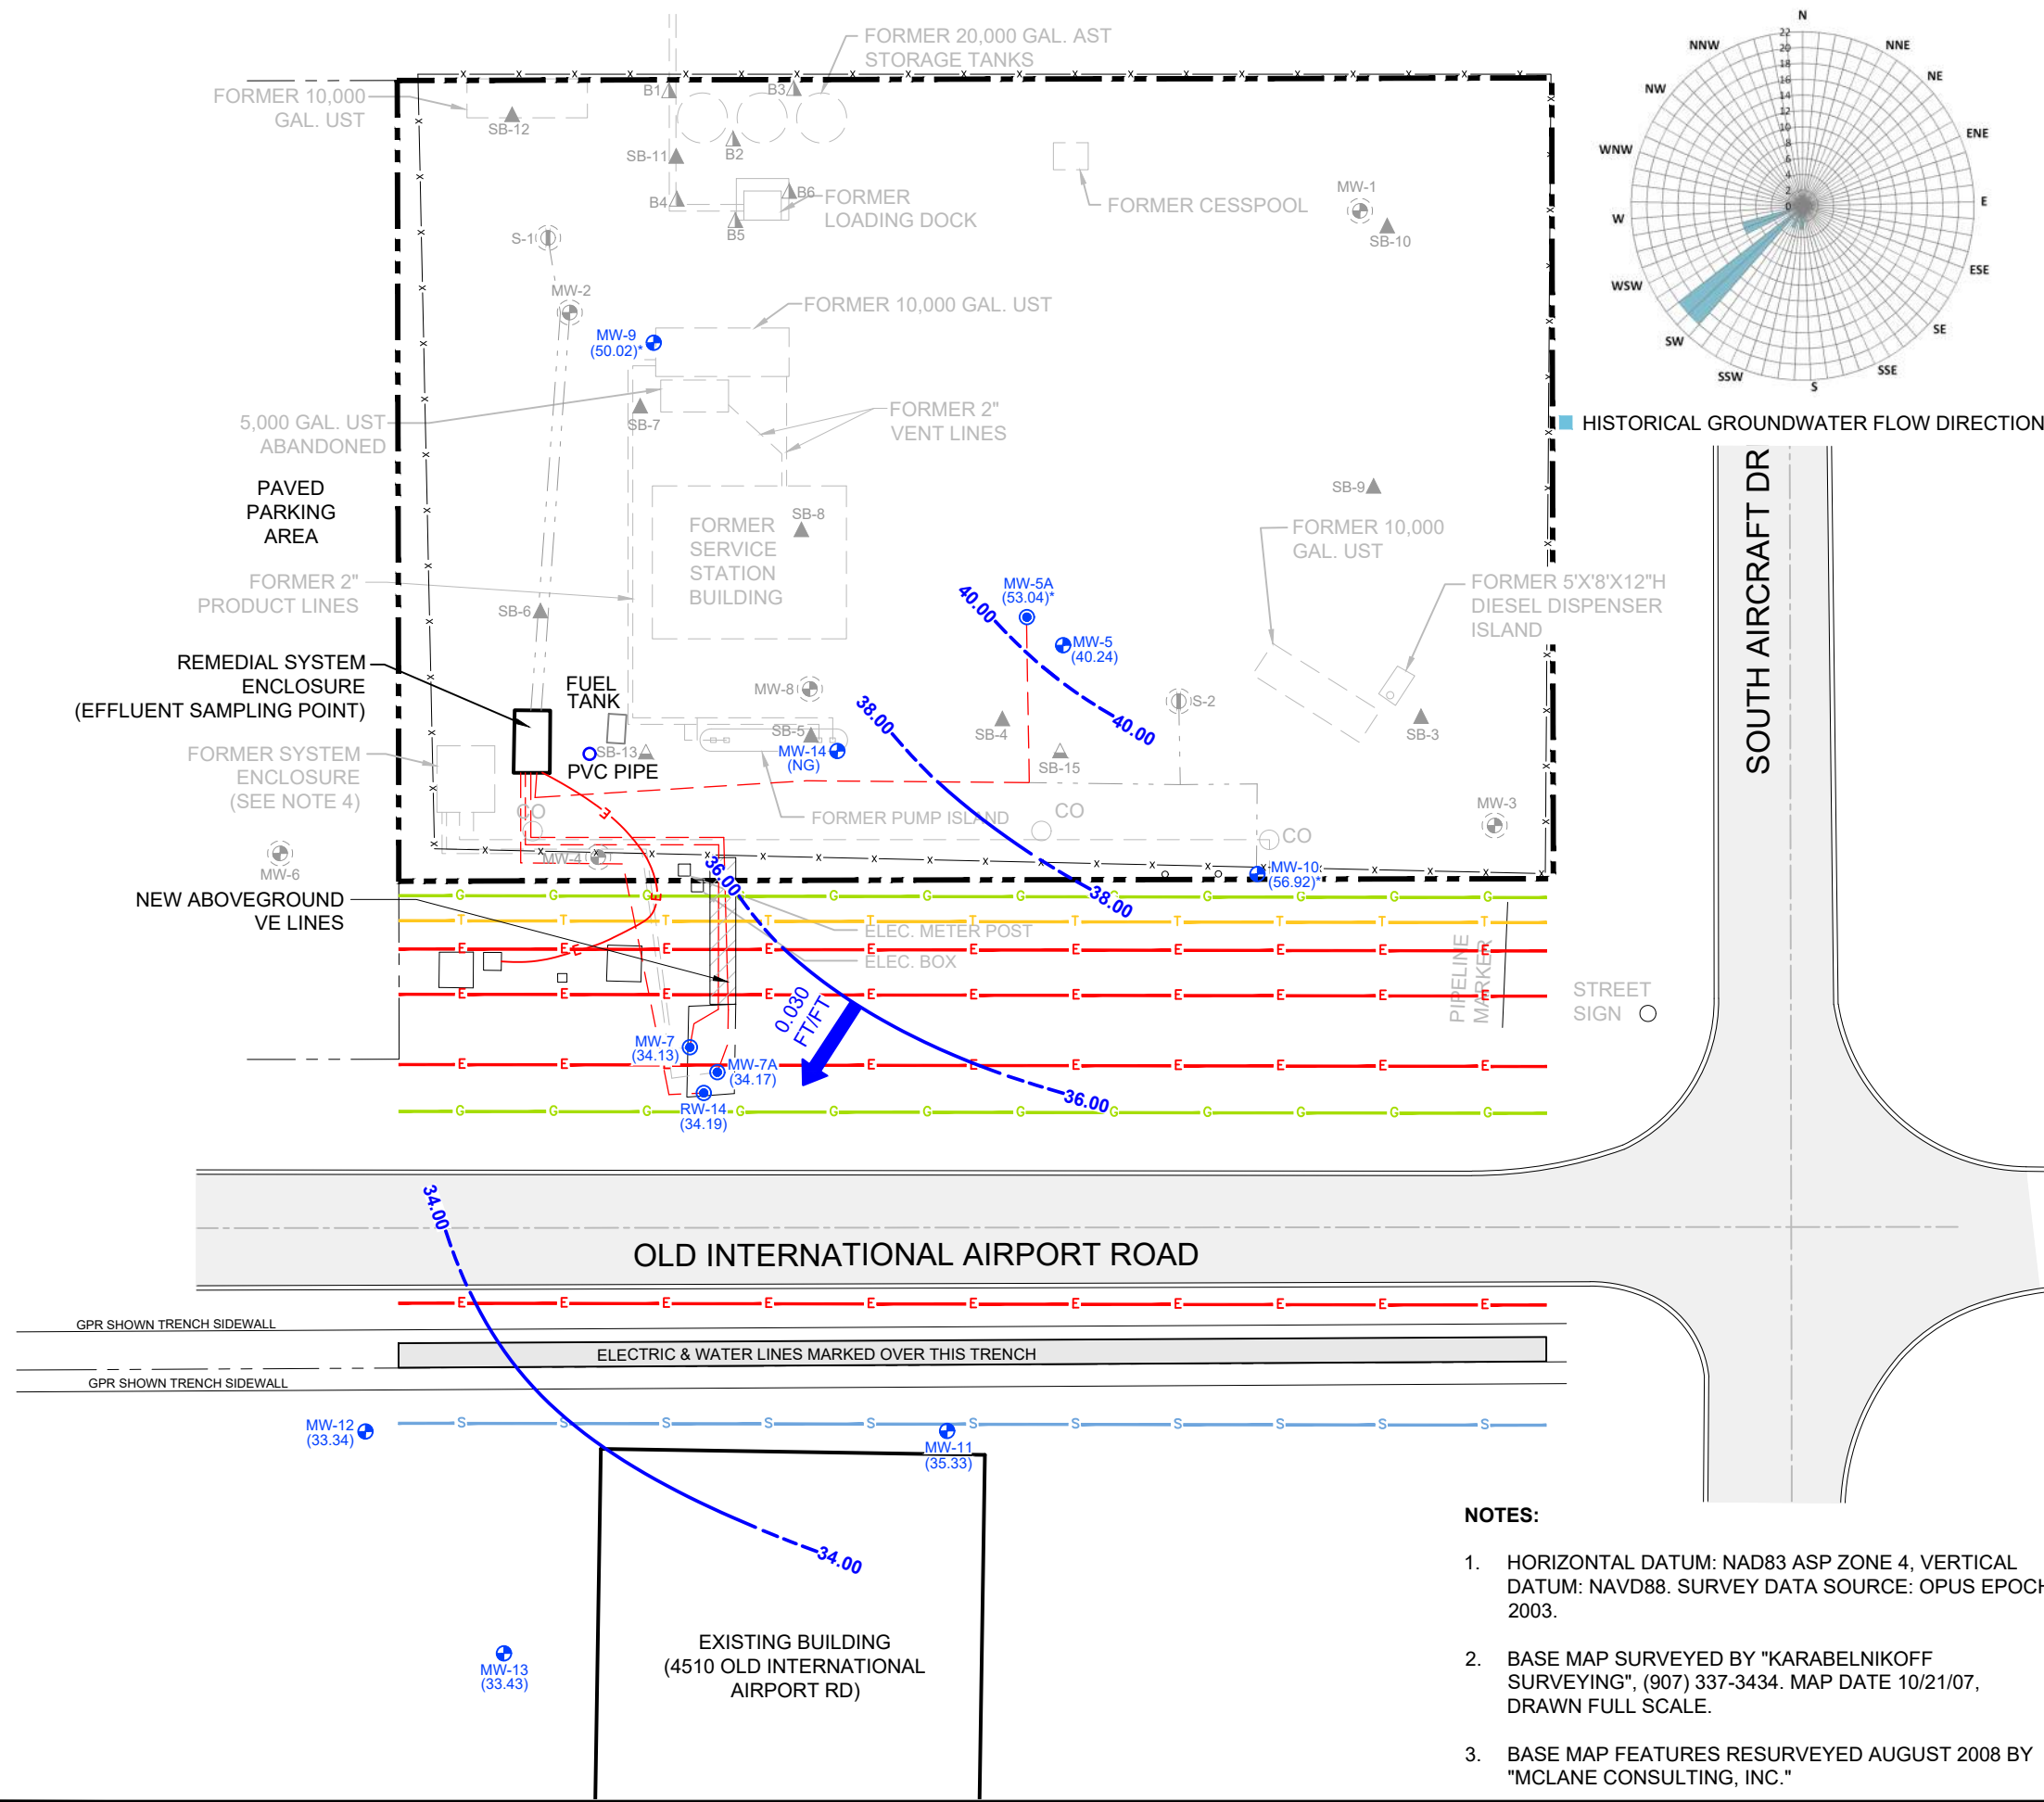 FORMER 20,000 GAL. AST
STORAGE TANKS
FORMER 10,000
GAL. UST
B1
B3
SB-12
SB-11
B2
B4
B6
B5
FORMER
LOADING DOCK
FORMER CESSPOOL
MW-1
SB-10
S-1
MW-2
MW-9
(50.02)*
FORMER 10,000 GAL. UST
5,000 GAL. UST
ABANDONED
SB-7
FORMER 2"
VENT LINES
PAVED
PARKING
AREA
FORMER
SERVICE
STATION
BUILDING
SB-8
SB-9
FORMER 10,000
GAL. UST
FORMER 2"
PRODUCT LINES
SB-6
MW-5A
(53.04)*
40.00
MW-5
(40.24)
FORMER 5'X'8'X12"H
DIESEL DISPENSER
ISLAND
REMEDIAL SYSTEM
ENCLOSURE
(EFFLUENT SAMPLING POINT)
FUEL
TANK
MW-8
38.00
S-2
40.00
SB-4
SB-3
SB-5
SB-13
MW-14
(NG)
SB-15
PVC PIPE
FORMER SYSTEM
ENCLOSURE
(SEE NOTE 4)
CO
FORMER PUMP ISLAND
CO
CO
MW-3
MW-6
MW-4
36.00
MW-10
(56.92)*
NEW ABOVEGROUND
VE LINES
38.00
ELEC. METER POST
ELEC. BOX
G G G G G G G G G G G
T T T T T T T T T T
E E E E E E E E E E E
E E E E E E E E E E E
PIPELINE
MARKER
STREET
SIGN
0.030
FT/FT
MW-7
(34.13)
MW-7A
(34.17)
E E E E E E E E E E
36.00
RW-14
(34.19)
G G G G G G G G G G G
34.00
OLD INTERNATIONAL AIRPORT ROAD
SOUTH AIRCRAFT DR
E E E E E E E E E E E
GPR SHOWN TRENCH SIDEWALL
ELECTRIC & WATER LINES MARKED OVER THIS TRENCH
GPR SHOWN TRENCH SIDEWALL
S S S S S S S S S S S
MW-12
(33.34)
MW-11
(35.33)
34.00
MW-13
(33.43)
EXISTING BUILDING
(4510 OLD INTERNATIONAL
AIRPORT RD)
N
NNE
NE
ENE
E
ESE
SE
SSE
S
SSW
SW
WSW
W
WNW
NW
NNW
22
20
18
16
14
12
10
8
6
4
2
0
HISTORICAL GROUNDWATER FLOW DIRECTION
NOTES:
1. HORIZONTAL DATUM: NAD83 ASP ZONE 4, VERTICAL
DATUM: NAVD88. SURVEY DATA SOURCE: OPUS EPOCH
2003.
2. BASE MAP SURVEYED BY "KARABELNIKOFF
SURVEYING", (907) 337-3434. MAP DATE 10/21/07,
DRAWN FULL SCALE.
3. BASE MAP FEATURES RESURVEYED AUGUST 2008 BY
"MCLANE CONSULTING, INC."